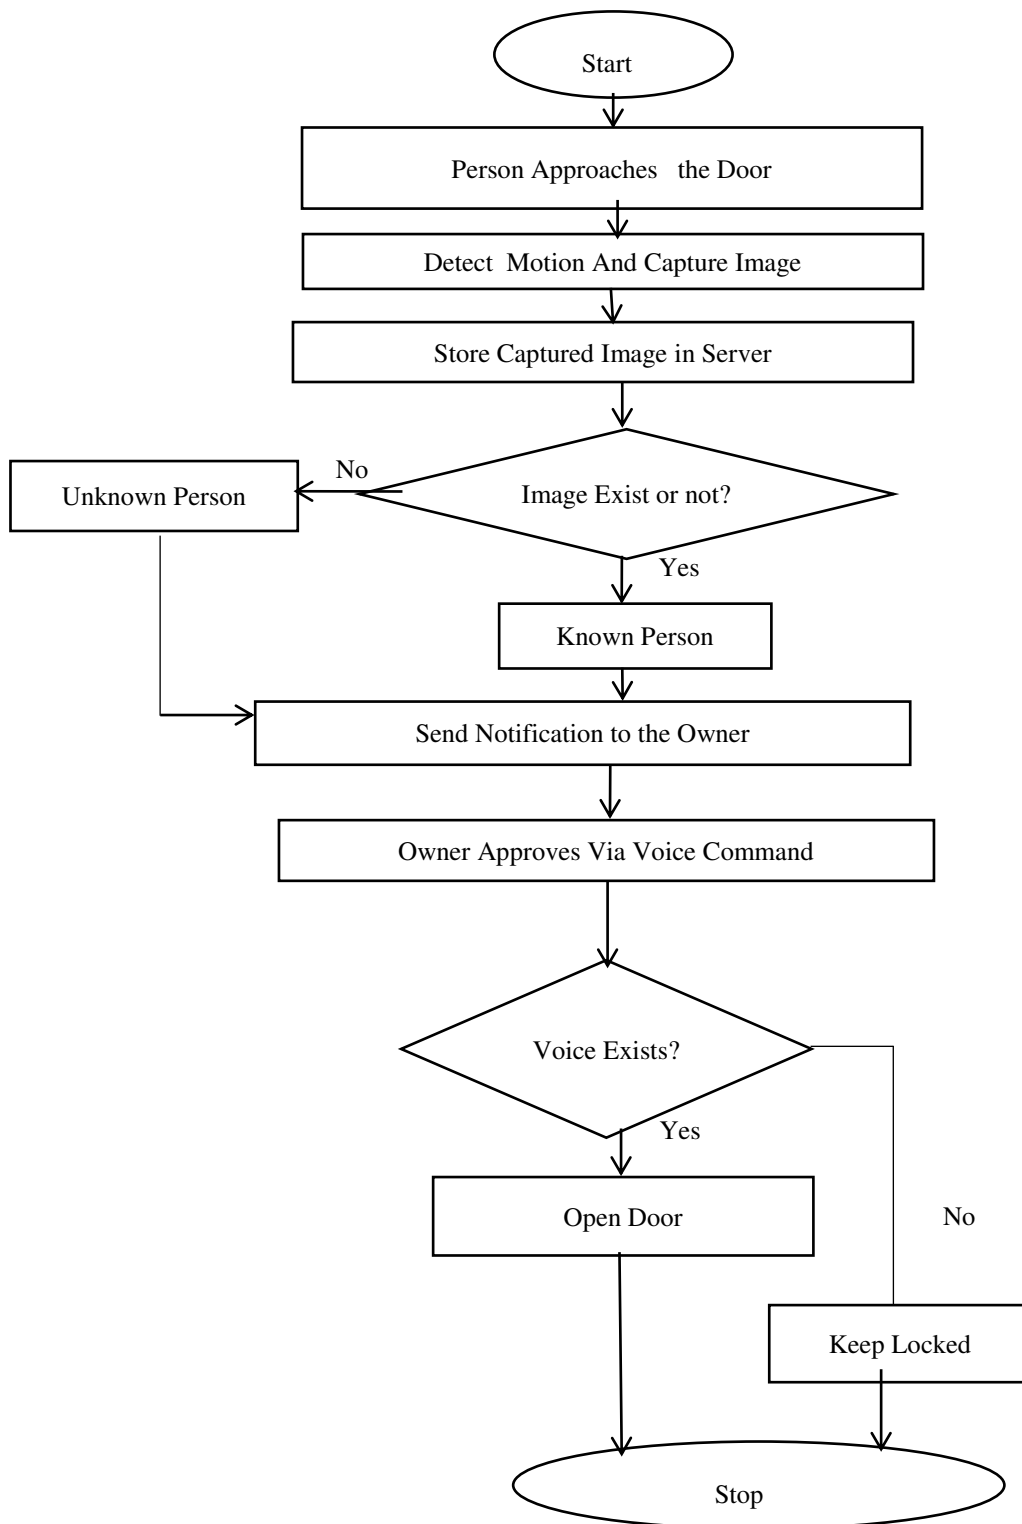 Start
Person Approaches the Door
Detect Motion And Capture Image
Store Captured Image in Server
No
Image Exist or not?
Unknown Person
Yes
Known Person
Send Notification to the Owner
Owner Approves Via Voice Command
Voice Exists?
Yes
Open Door
No
Keep Locked
Stop